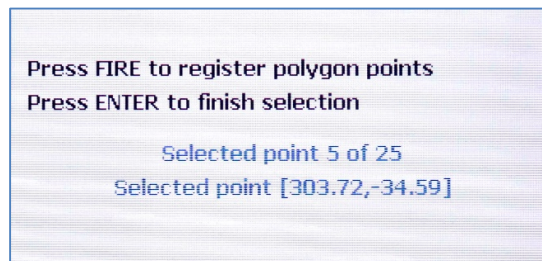 Press FIRE to register polygon points
Press ENTER to finish selection
Selected point 5 of 25
Selected point [303.72,-34.59]